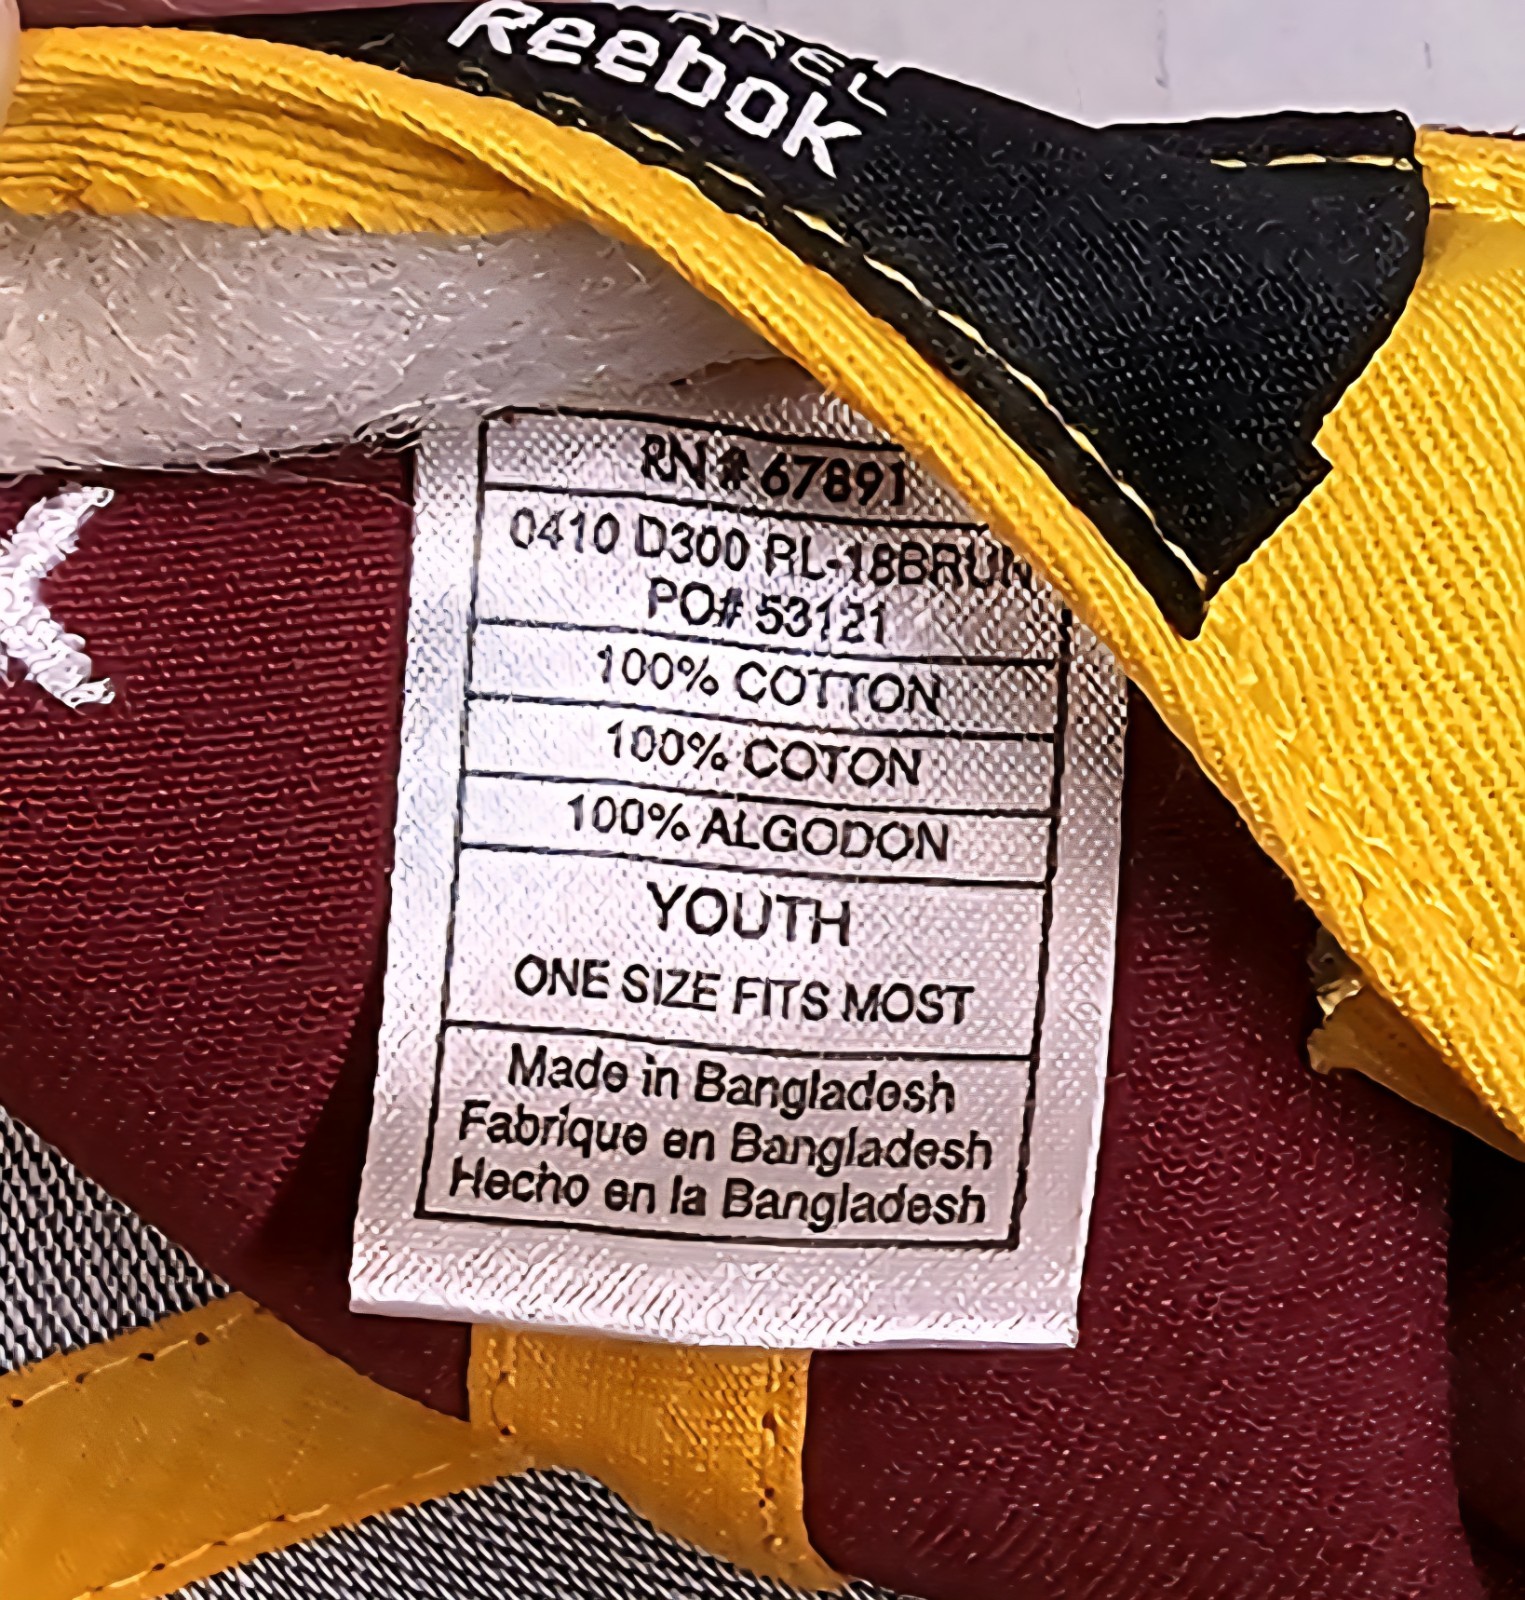 Reebok
RN # 67891
0410 D300 RL-18BRUN
PO# 53121
100% COTTON
100% COTON
100% ALGODON
YOUTH
ONE SIZE FITS MOST
Made in Bangladesh
Fabrique en Bangladesh
Hecho en la Bangladesh